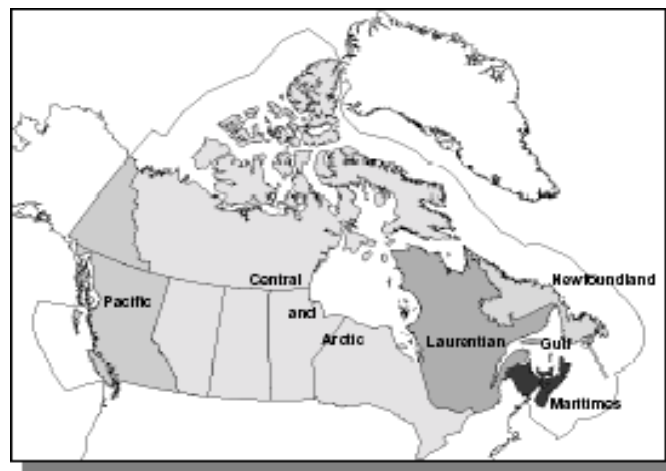 Central
Newfoundland
Pacific
and
Arctic
Laurentian
Gulf
Maritimes